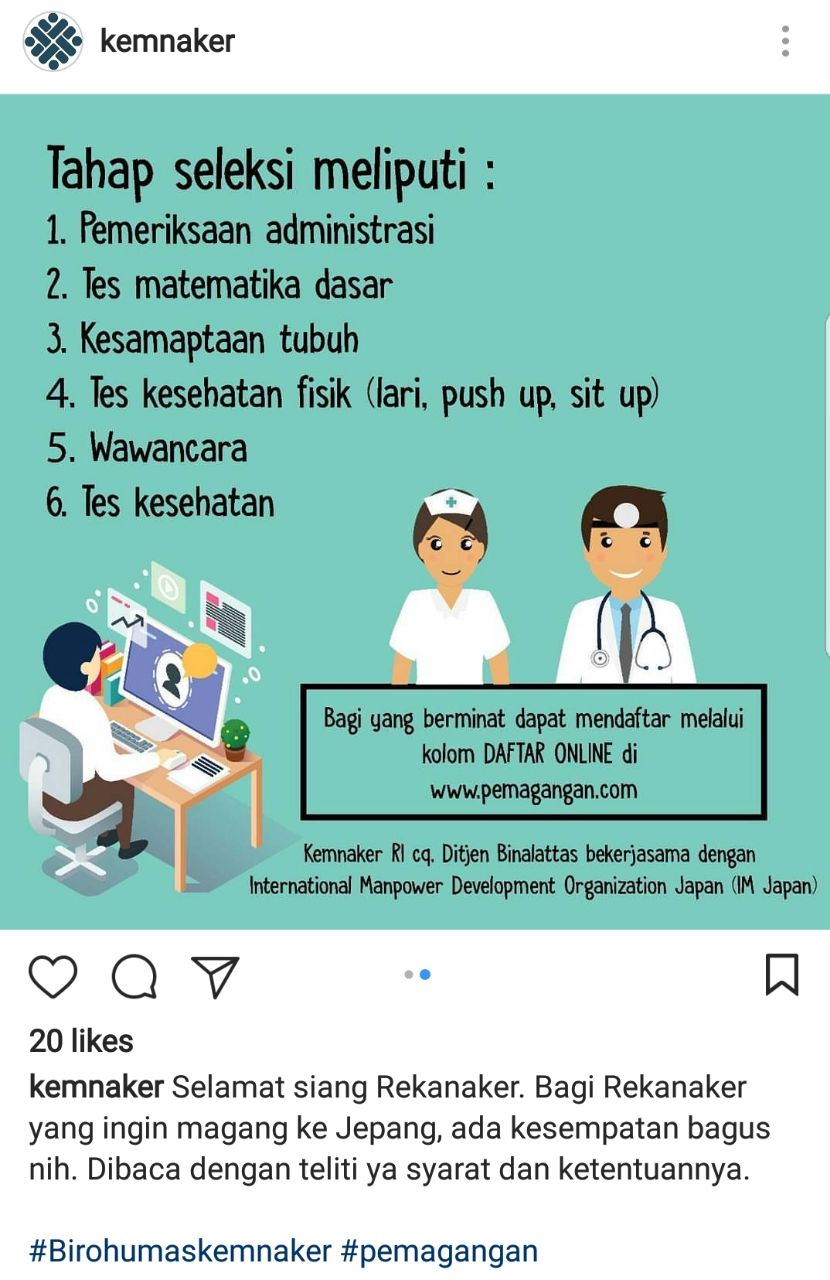 kemnaker
Tahap seleksi meliputi :
1. Pemeriksaan administrasi
2. Tes matematika dasar
3. Kesamaptaan tubuh
4. Tes kesehatan fisik (lari, push up, sit up)
5. Wawancara
6. Tes kesehatan
Bagi yang berminat dapat mendaftar melalui
kolom DAFTAR ONLINE di
www.pemagangan.com
Kemnaker RI cq. Ditjen Binalattas bekerjasama dengan
International Manpower Development Organization Japan (IM Japan)
20 likes
kemnaker Selamat siang Rekanaker. Bagi Rekanaker
yang ingin magang ke Jepang, ada kesempatan bagus
nih. Dibaca dengan teliti ya syarat dan ketentuannya.
#Birohumaskemnaker #pemagangan